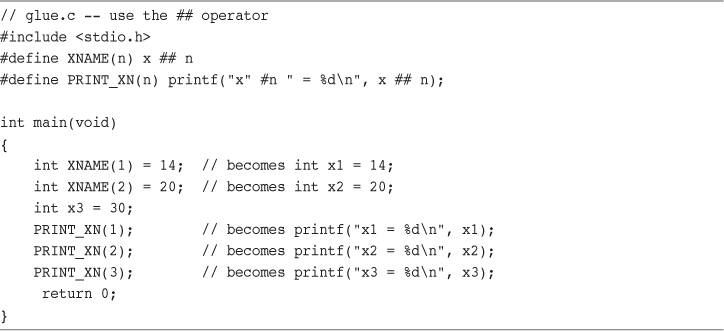 // glue.c -- use the ## operator
#include <stdio.h>
#define XNAME(n) x ## n
#define PRINT_XN(n) printf("x" #n " = %d\n", x ## n);

int main(void)
{
    int XNAME(1) = 14;  // becomes int x1 = 14;
    int XNAME(2) = 20;  // becomes int x2 = 20;
    int x3 = 30;
    PRINT_XN(1);        // becomes printf("x1 = %d\n", x1);
    PRINT_XN(2);        // becomes printf("x2 = %d\n", x2);
    PRINT_XN(3);        // becomes printf("x3 = %d\n", x3);
     return 0;
}